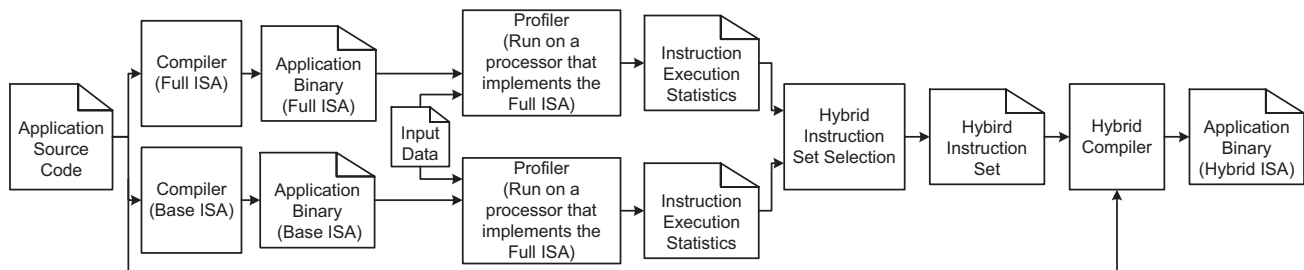 Application
Source
Code
Compiler
(Full ISA)
Application
Binary
(Full ISA)
Compiler
(Base ISA)
Application
Binary
(Base ISA)
Input
Data
Profiler
(Run on a
processor that
implements the
Full ISA)
Instruction
Execution
Statistics
Profiler
(Run on a
processor that
implements the
Full ISA)
Instruction
Execution
Statistics
Hybrid
Instruction
Set Selection
Hybird
Instruction
Set
Hybrid
Compiler
Application
Binary
(Hybrid ISA)